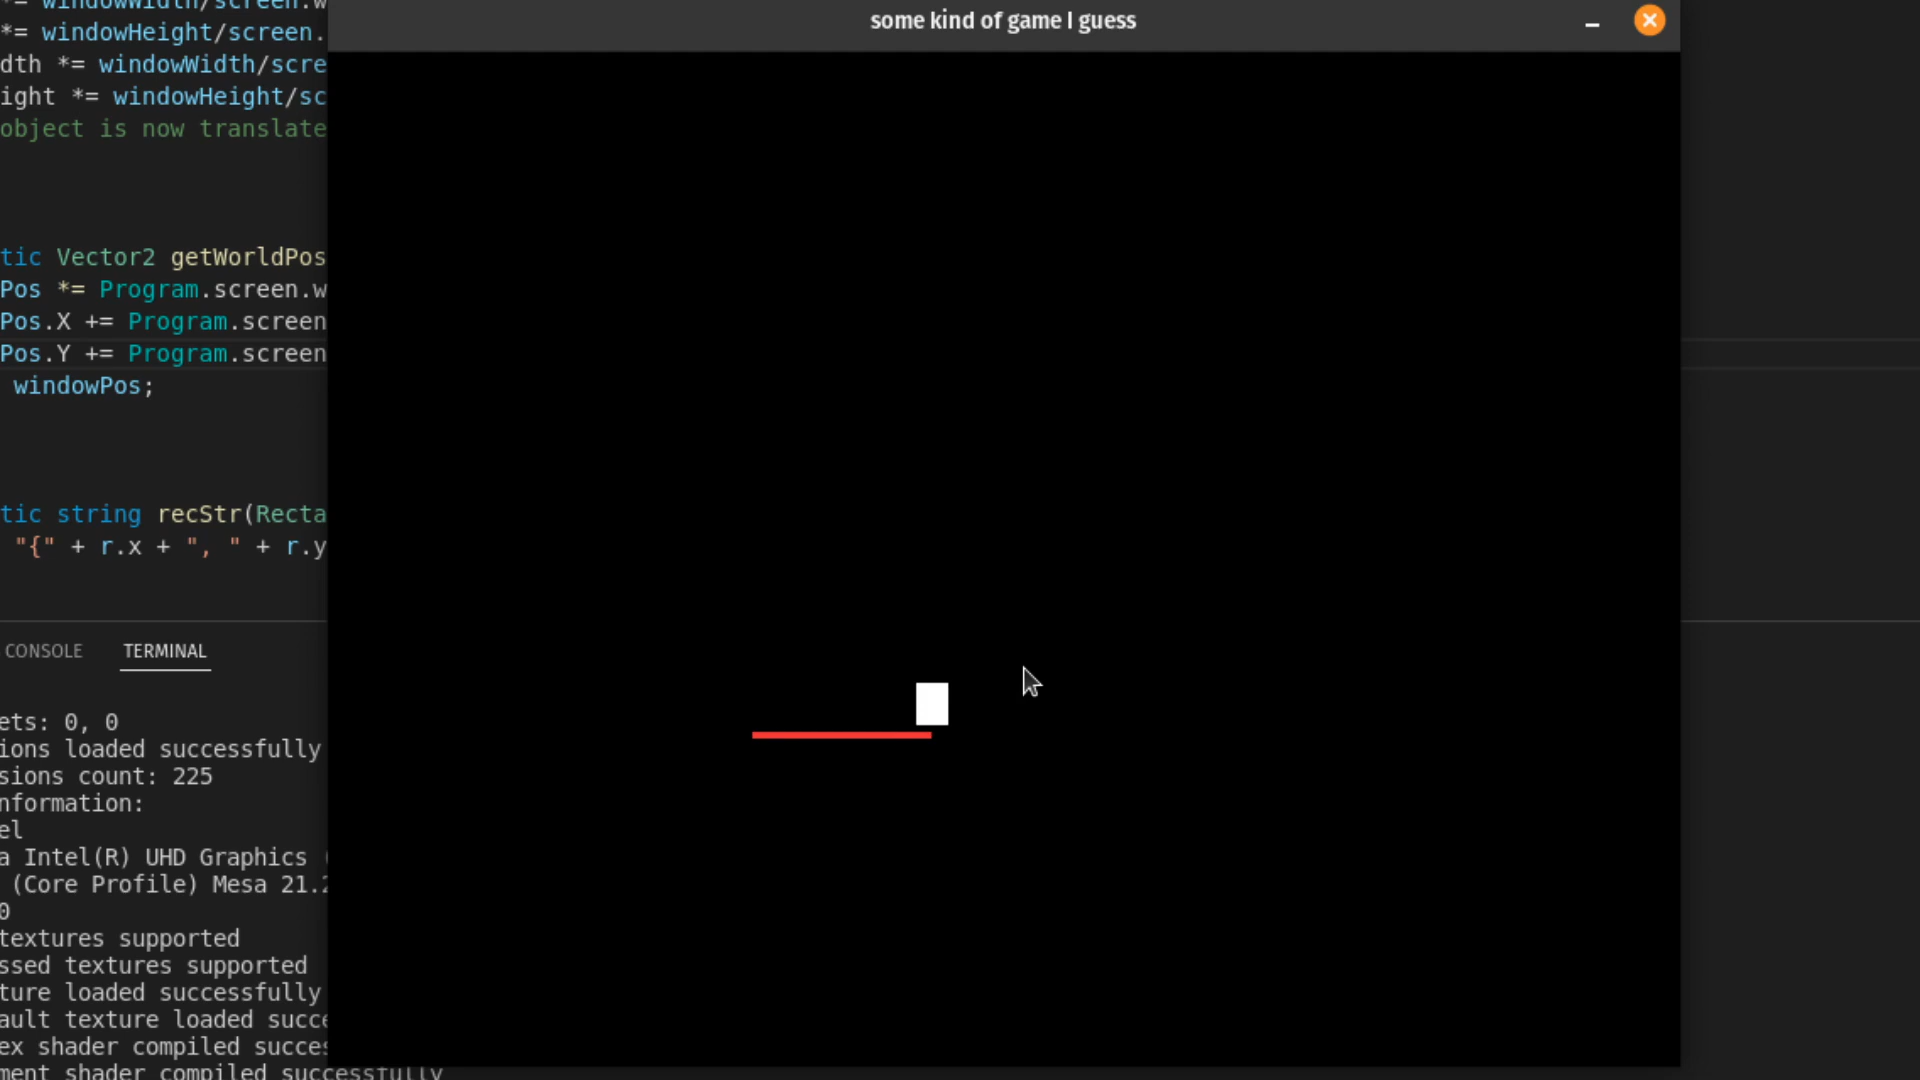 some kind of game I guess
*= windowWidth/screen.w
*= windowHeight/screen.
dth *= windowWidth/scre
ight *= windowHeight/sc
object is now translate
tic Vector2 getWorldPos
Pos *= Program.screen.w
Pos.X += Program.screen
Pos.Y += Program.screen
windowPos;
tic string recStr(Recta
"{" + r.x + ", " + r.y
CONSOLE TERMINAL
ets: 0, 0
ions loaded successfully
sions count: 225
nformation:
el
a Intel(R) UHD Graphics (
(Core Profile) Mesa 21.2
0
textures supported
ssed textures supported
ture loaded successfully
ault texture loaded succe
ex shader compiled succes
ment shader compiled successfully